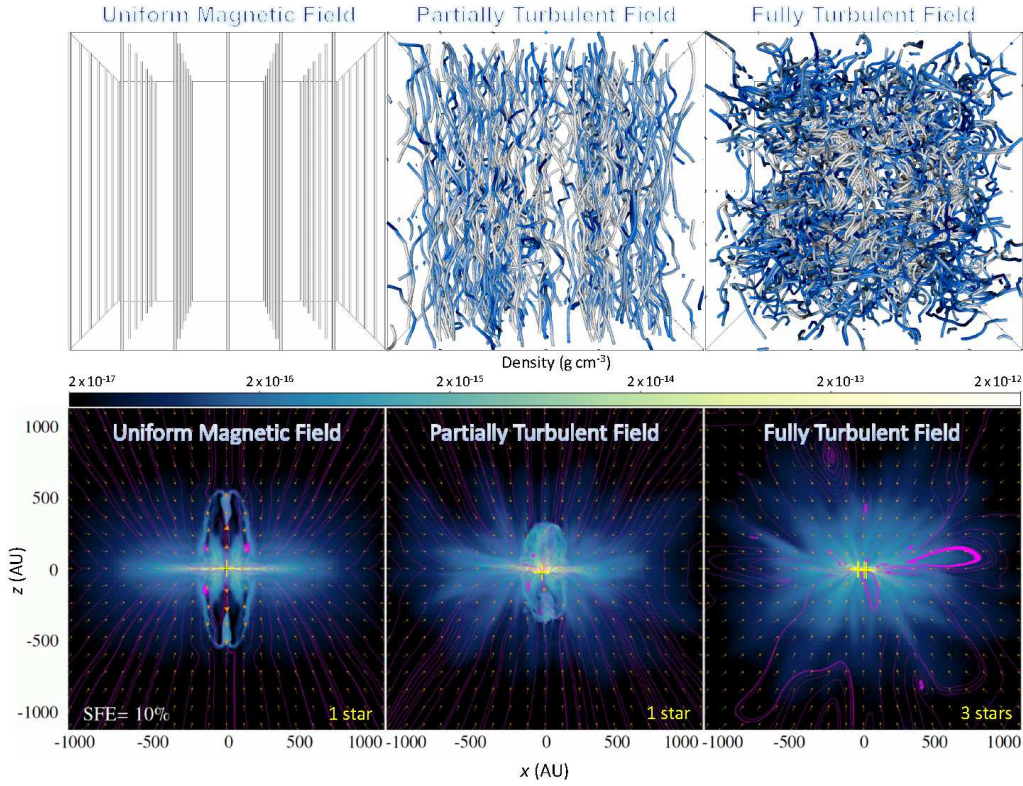 Uniform Magnetic Field Partially Turbulent Field Fully Turbulent Field
Density (g cm⁻³)
2 x 10⁻¹⁷ 2 x 10⁻¹⁶ 2 x 10⁻¹⁵ 2 x 10⁻¹⁴ 2 x 10⁻¹³ 2 x 10⁻¹²
Uniform Magnetic Field Partially Turbulent Field Fully Turbulent Field
1000
500
0
-500
-1000
z (AU)
SFE= 10% 1 star 1 star 3 stars
-1000 -500 0 500 1000 -1000 -500 0 500 1000 -1000 -500 0 500 1000
x (AU)